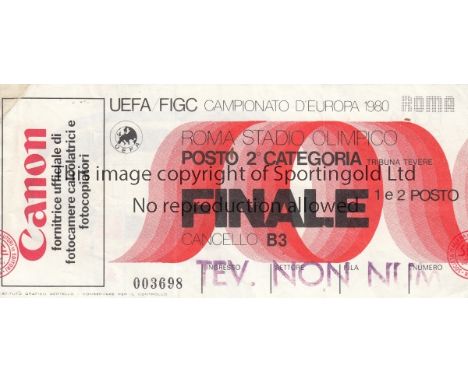 Canon
fornitrice ufficiale di
fotocamere calcolatrici e
fotocopiatori
UEFA/FIGC CAMPIONATO D'EUROPA 1980 ROMA
UEFA
ROMA STADIO OLIMPICO
POSTO 2 CATEGORIA TRIBUNA TEVERE
This image copyright of Sportingold Ltd
FINALE 1 e 2 POSTO
No reproduction allowed
CANCELLO B3
INGRESSO SETTORE FILA NUMERO
TEV. NON NUM
003698